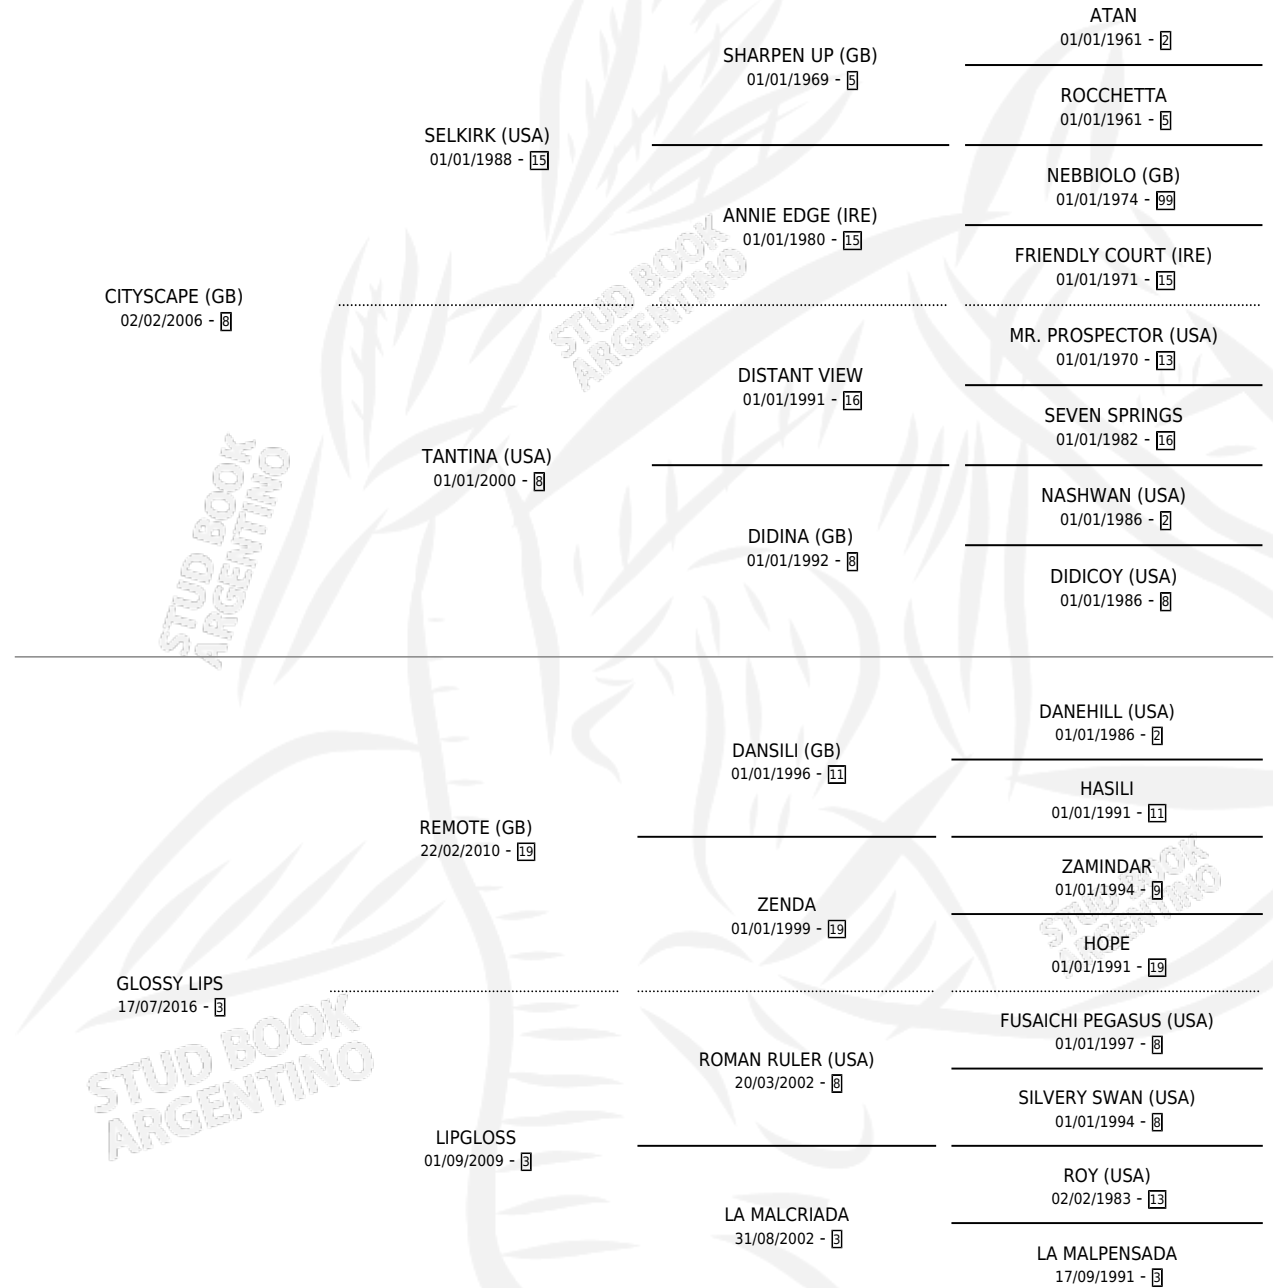 ATAN
01/01/1961 - 2
SHARPEN UP (GB)
01/01/1969 - 5
ROCCHETTA
01/01/1961 - 5
SELKIRK (USA)
01/01/1988 - 15
NEBBIOLO (GB)
01/01/1974 - 99
ANNIE EDGE (IRE)
01/01/1980 - 15
FRIENDLY COURT (IRE)
01/01/1971 - 15
CITYSCAPE (GB)
02/02/2006 - 8
STUD BOOK
ARGENTINO
MR. PROSPECTOR (USA)
01/01/1970 - 13
DISTANT VIEW
01/01/1991 - 16
SEVEN SPRINGS
01/01/1982 - 16
TANTINA (USA)
01/01/2000 - 8
NASHWAN (USA)
01/01/1986 - 2
DIDINA (GB)
01/01/1992 - 8
DIDICOY (USA)
01/01/1986 - 8
STUD BOOK
ARGENTINO
DANEHILL (USA)
01/01/1986 - 2
DANSILI (GB)
01/01/1996 - 11
HASILI
01/01/1991 - 11
REMOTE (GB)
22/02/2010 - 19
ZAMINDAR
01/01/1994 - 9
ZENDA
01/01/1999 - 19
HOPE
01/01/1991 - 19
STUD BOOK
ARGENTINO
GLOSSY LIPS
17/07/2016 - 3
FUSAICHI PEGASUS (USA)
01/01/1997 - 8
ROMAN RULER (USA)
20/03/2002 - 8
SILVERY SWAN (USA)
01/01/1994 - 8
STUD BOOK
ARGENTINO
LIPGLOSS
01/09/2009 - 3
ROY (USA)
02/02/1983 - 13
LA MALCRIADA
31/08/2002 - 3
LA MALPENSADA
17/09/1991 - 3